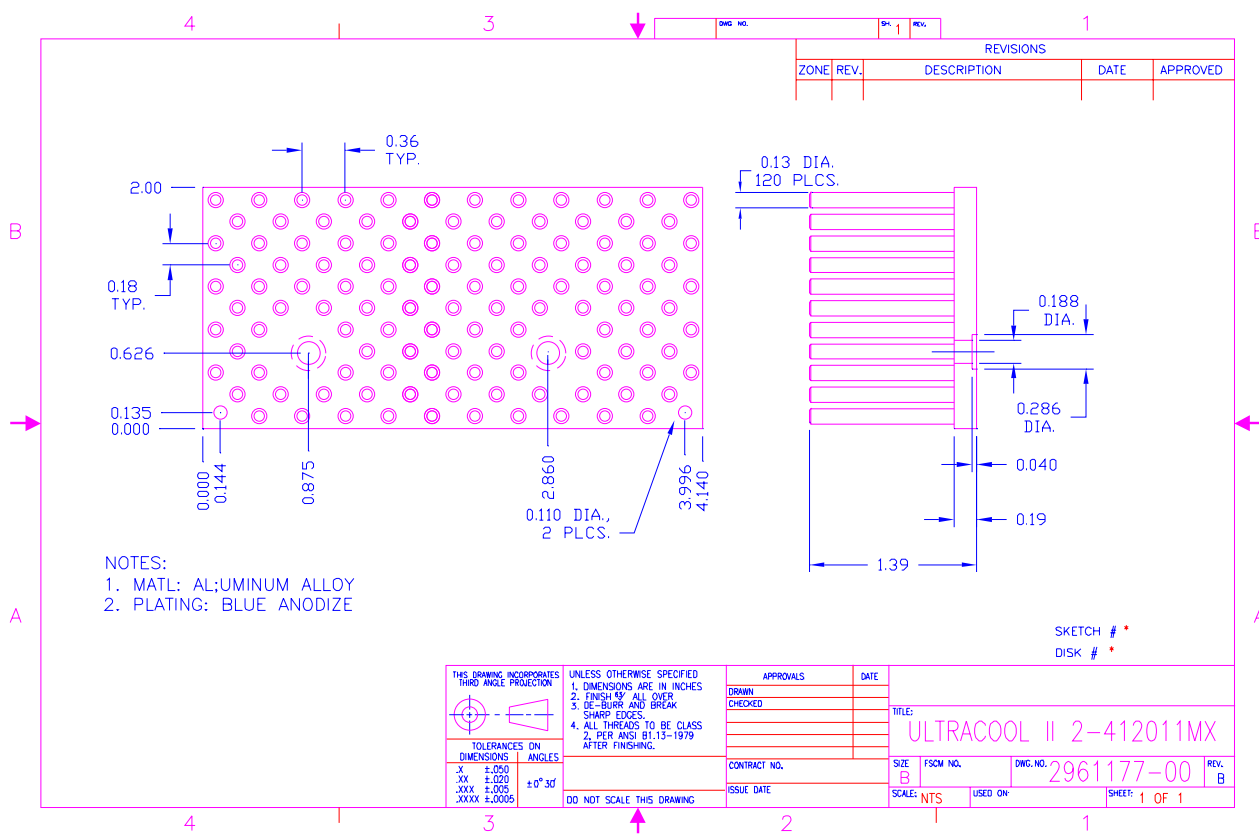 4
3
1
DWG NO.
SH.
1
REV.
REVISIONS
ZONE REV. DESCRIPTION DATE APPROVED
0.36
TYP.
2.00
0.18
TYP.
0.626
0.135
0.000
0.000
0.144
0.875
2.860
3.996
4.140
0.110 DIA.,
2 PLCS.
0.13 DIA.
120 PLCS.
0.188
DIA.
0.286
DIA.
0.040
0.19
1.39
B
B
A
A
NOTES:
1. MATL: AL;UMINUM ALLOY
2. PLATING: BLUE ANODIZE
SKETCH # *
DISK # *
THIS DRAWING INCORPORATES
THIRD ANGLE PROJECTION
TOLERANCES ON
DIMENSIONS ANGLES
.X ±.050
.XX ±.020
.XXX ±.005
.XXXX ±.0005
±0° 30'
UNLESS OTHERWISE SPECIFIED
1. DIMENSIONS ARE IN INCHES
2. FINISH 63 ALL OVER
3. DE-BURR AND BREAK
SHARP EDGES.
4. ALL THREADS TO BE CLASS
2, PER ANSI B1.13-1979
AFTER FINISHING.
DO NOT SCALE THIS DRAWING
APPROVALS DATE
DRAWN
CHECKED
CONTRACT NO.
ISSUE DATE
TITLE:
ULTRACOOL II 2-412011MX
SIZE
B
FSCM NO.
DWG. NO.
2961177-00
REV.
B
SCALE: NTS
USED ON:
SHEET: 1 OF 1
4
3
2
1